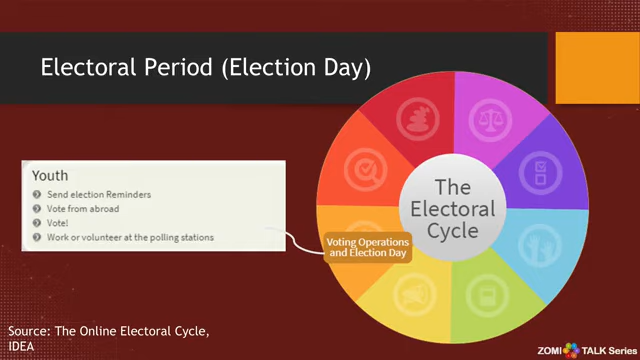 Electoral Period (Election Day)
Youth
Send election Reminders
Vote from abroad
Vote!
Work or volunteer at the polling stations
The
Electoral
Cycle
Voting Operations
and Election Day
Source: The Online Electoral Cycle,
IDEA
ZOMI TALK Series